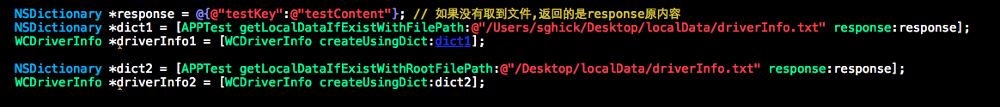 NSDictionary *response = @{@"testKey":@"testContent"}; // 如果没有取到文件,返回的是response原内容
NSDictionary *dict1 = [APPTest getLocalDataIfExistWithFilePath:@"/Users/sghick/Desktop/localData/driverInfo.txt" response:response];
WCDriverInfo *driverInfo1 = [WCDriverInfo createUsingDict:dict1];
NSDictionary *dict2 = [APPTest getLocalDataIfExistWithRootFilePath:@"/Desktop/localData/driverInfo.txt" response:response];
WCDriverInfo *driverInfo2 = [WCDriverInfo createUsingDict:dict2];